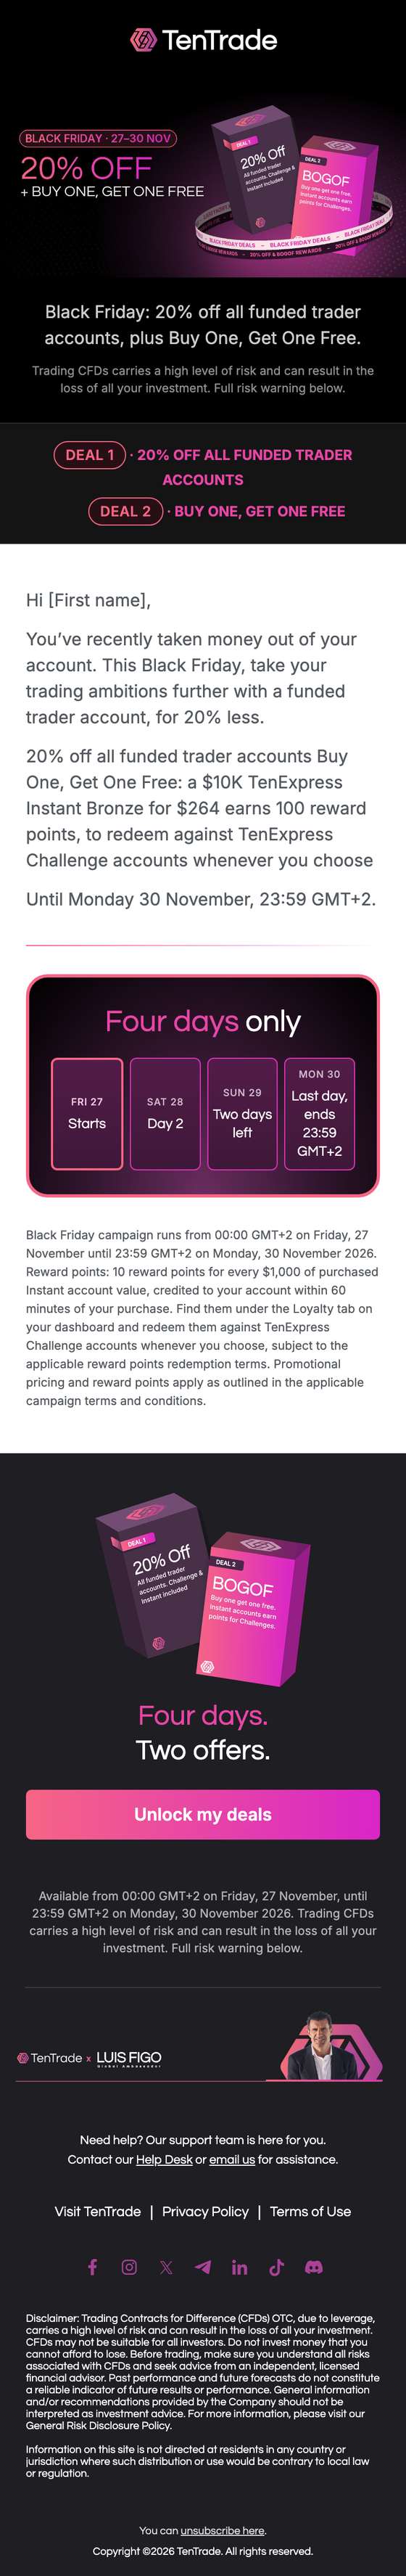 TenTrade
BLACK FRIDAY · 27–30 NOV
20% OFF
+ BUY ONE, GET ONE FREE
DEAL 1
20% Off
All funded trader
accounts. Challenge &
Instant included
DEAL 2
BOGOF
Buy one get one free.
Instant accounts earn
points for Challenges.
BLACK FRIDAY DEALS – BLACK FRIDAY DEALS
20% OFF & BOGOF REWARDS
Black Friday: 20% off all funded trader
accounts, plus Buy One, Get One Free.
Trading CFDs carries a high level of risk and can result in the
loss of all your investment. Full risk warning below.
DEAL 1 · 20% OFF ALL FUNDED TRADER
ACCOUNTS
DEAL 2 · BUY ONE, GET ONE FREE
Hi [First name],
You’ve recently taken money out of your
account. This Black Friday, take your
trading ambitions further with a funded
trader account, for 20% less.
20% off all funded trader accounts Buy
One, Get One Free: a $10K TenExpress
Instant Bronze for $264 earns 100 reward
points, to redeem against TenExpress
Challenge accounts whenever you choose
Until Monday 30 November, 23:59 GMT+2.
Four days only
FRI 27
Starts
SAT 28
Day 2
SUN 29
Two days
left
MON 30
Last day,
ends
23:59
GMT+2
Black Friday campaign runs from 00:00 GMT+2 on Friday, 27
November until 23:59 GMT+2 on Monday, 30 November 2026.
Reward points: 10 reward points for every $1,000 of purchased
Instant account value, credited to your account within 60
minutes of your purchase. Find them under the Loyalty tab on
your dashboard and redeem them against TenExpress
Challenge accounts whenever you choose, subject to the
applicable reward points redemption terms. Promotional
pricing and reward points apply as outlined in the applicable
campaign terms and conditions.
DEAL 1
20% Off
All funded trader
accounts. Challenge &
Instant included
DEAL 2
BOGOF
Buy one get one free.
Instant accounts earn
points for Challenges.
Four days.
Two offers.
Unlock my deals
Available from 00:00 GMT+2 on Friday, 27 November, until
23:59 GMT+2 on Monday, 30 November 2026. Trading CFDs
carries a high level of risk and can result in the loss of all your
investment. Full risk warning below.
TenTrade x LUIS FIGO
Global Ambassador
Need help? Our support team is here for you.
Contact our Help Desk or email us for assistance.
Visit TenTrade | Privacy Policy | Terms of Use
Disclaimer: Trading Contracts for Difference (CFDs) OTC, due to leverage,
carries a high level of risk and can result in the loss of all your investment.
CFDs may not be suitable for all investors. Do not invest money that you
cannot afford to lose. Before trading, make sure you understand all risks
associated with CFDs and seek advice from an independent, licensed
financial advisor. Past performance and future forecasts do not constitute
a reliable indicator of future results or performance. General information
and/or recommendations provided by the Company should not be
interpreted as investment advice. For more information, please visit our
General Risk Disclosure Policy.
Information on this site is not directed at residents in any country or
jurisdiction where such distribution or use would be contrary to local law
or regulation.
You can unsubscribe here.
Copyright ©2026 TenTrade. All rights reserved.